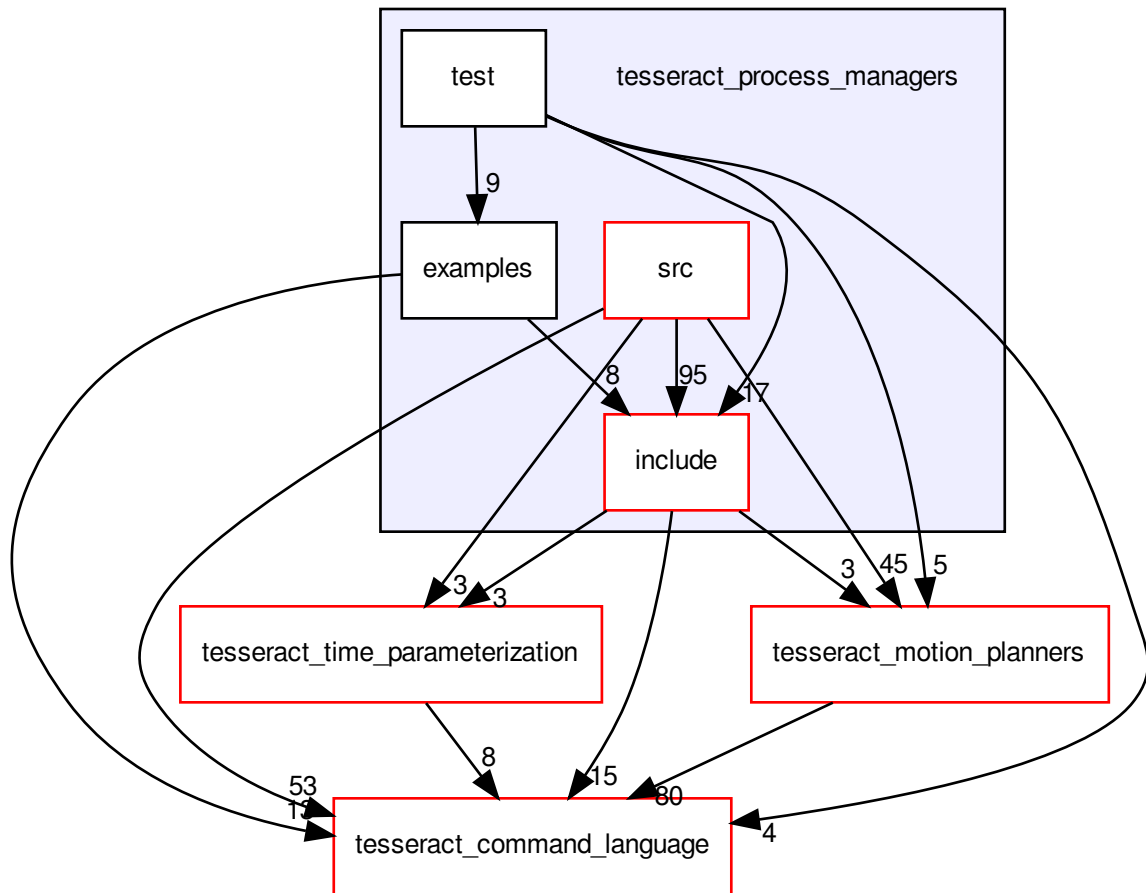 test
tesseract_process_managers
9
examples
src
8
95
17
include
3
3
3
45
5
tesseract_time_parameterization
tesseract_motion_planners
8
15
80
53
13
4
tesseract_command_language